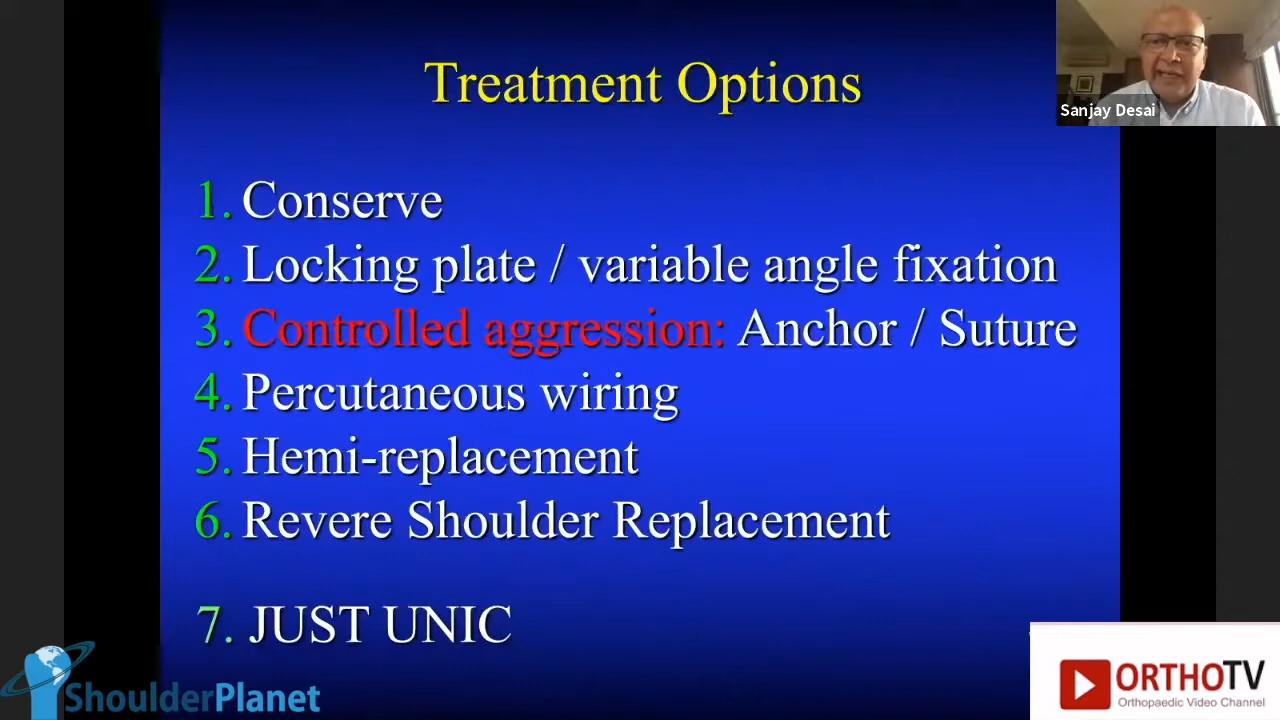 Treatment Options
Sanjay Desai
1. Conserve
2. Locking plate / variable angle fixation
3. Controlled aggression: Anchor / Suture
4. Percutaneous wiring
5. Hemi-replacement
6. Revere Shoulder Replacement
7. JUST UNIC
ShoulderPlanet
ORTHOTV
Orthopaedic Video Channel